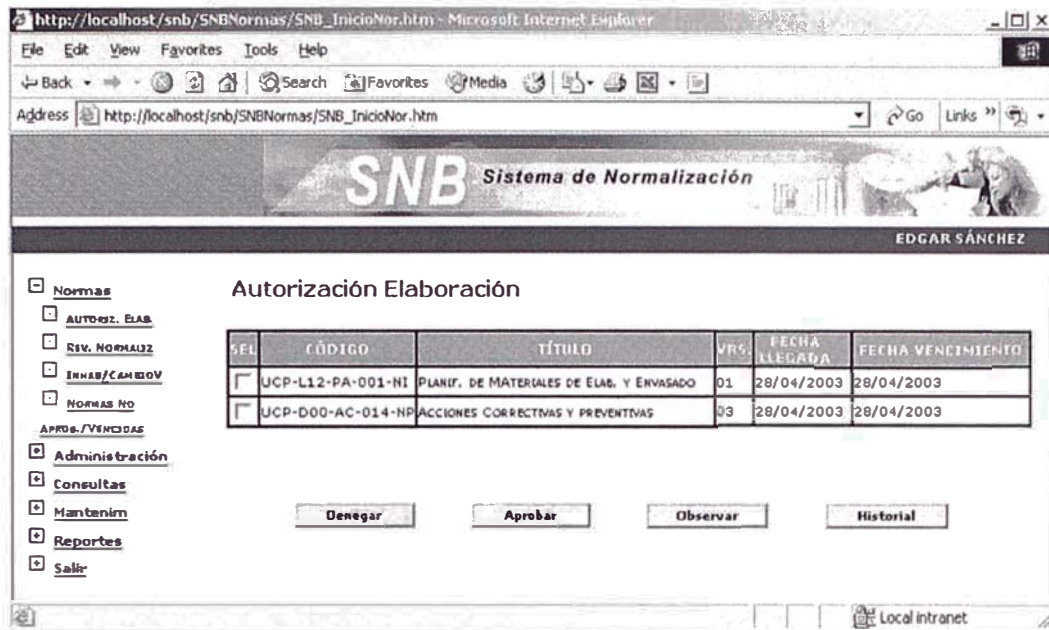 http://localhost/snb/SNBNormas/SNB_InicioNor.htm - Microsoft Internet Explorer
File Edit View Favorites Tools Help
Back Search Favorites Media
Address http://localhost/snb/SNBNormas/SNB_InicioNor.htm Go Links »
SNB Sistema de Normalización
EDGAR SÁNCHEZ
Normas
AUTORIZ. ELAB.
REV. NORMALIZ
INHAB/CAMBIOV
NORMAS NO
APROB./VENCIDAS
Administración
Consultas
Mantenim
Reportes
Salir
Autorización Elaboración
SEL CÓDIGO TÍTULO VRS. FECHA LLEGADA FECHA VENCIMIENTO
UCP-L12-PA-001-NI PLANIF. DE MATERIALES DE ELAB. Y ENVASADO 01 28/04/2003 28/04/2003
UCP-D00-AC-014-NP ACCIONES CORRECTIVAS Y PREVENTIVAS 03 28/04/2003 28/04/2003
Denegar Aprobar Observar Historial
Local intranet